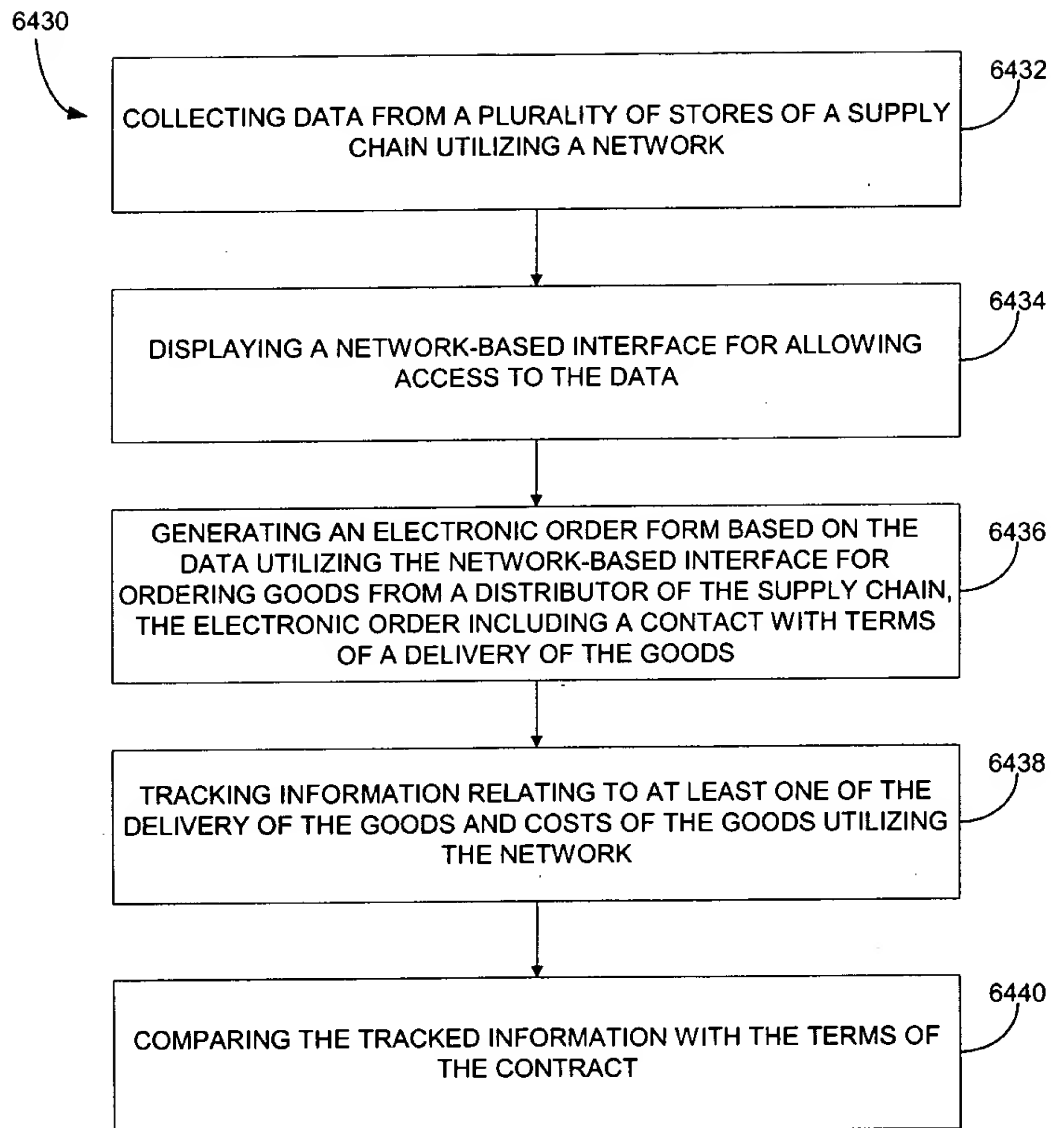 6430
6432
COLLECTING DATA FROM A PLURALITY OF STORES OF A SUPPLY
CHAIN UTILIZING A NETWORK
6434
DISPLAYING A NETWORK-BASED INTERFACE FOR ALLOWING
ACCESS TO THE DATA
6436
GENERATING AN ELECTRONIC ORDER FORM BASED ON THE
DATA UTILIZING THE NETWORK-BASED INTERFACE FOR
ORDERING GOODS FROM A DISTRIBUTOR OF THE SUPPLY CHAIN,
THE ELECTRONIC ORDER INCLUDING A CONTACT WITH TERMS
OF A DELIVERY OF THE GOODS
6438
TRACKING INFORMATION RELATING TO AT LEAST ONE OF THE
DELIVERY OF THE GOODS AND COSTS OF THE GOODS UTILIZING
THE NETWORK
6440
COMPARING THE TRACKED INFORMATION WITH THE TERMS OF
THE CONTRACT